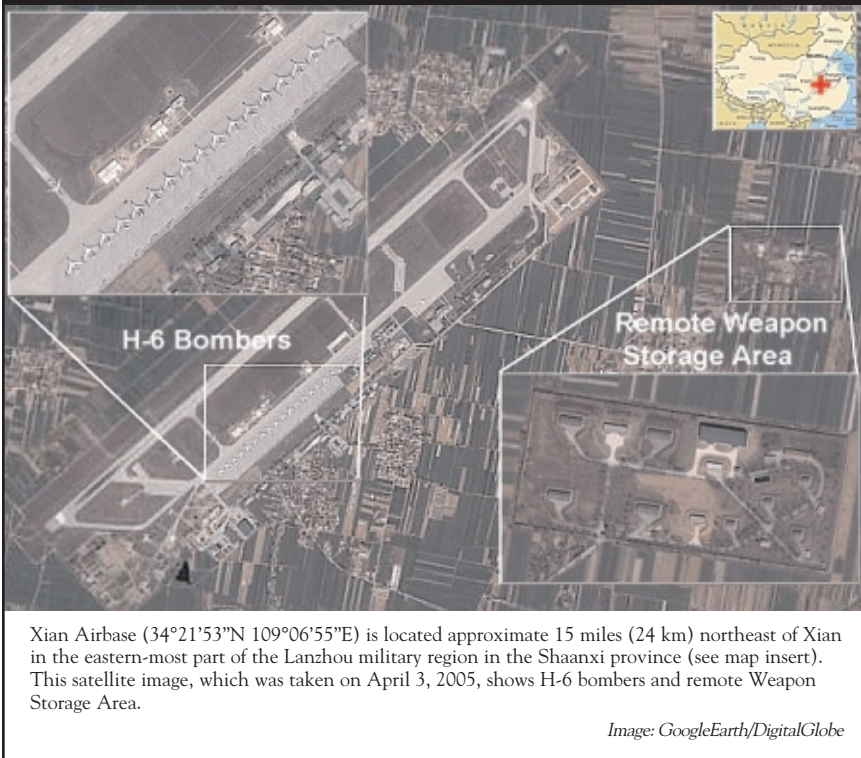 H-6 Bombers
Remote Weapon
Storage Area
Xian Airbase (34°21’53”N 109°06’55”E) is located approximate 15 miles (24 km) northeast of Xian
in the eastern-most part of the Lanzhou military region in the Shaanxi province (see map insert).
This satellite image, which was taken on April 3, 2005, shows H-6 bombers and remote Weapon
Storage Area.
Image: GoogleEarth/DigitalGlobe